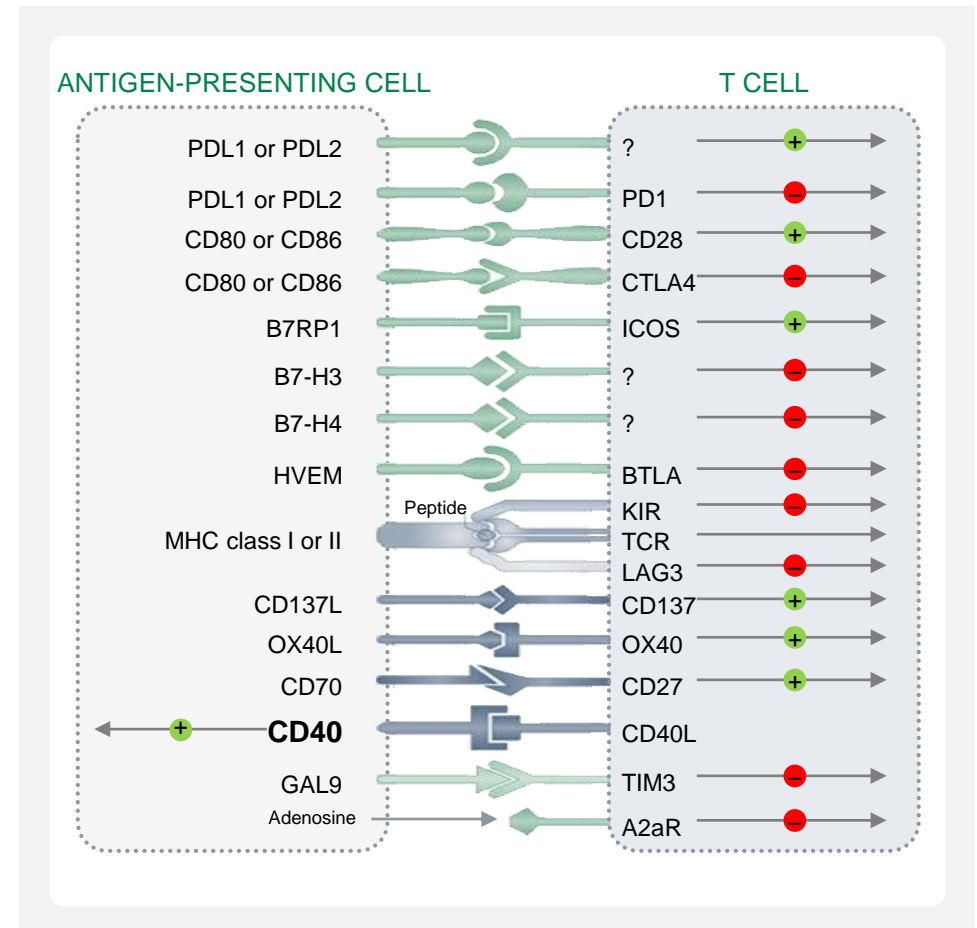 ANTIGEN-PRESENTING CELL T CELL
PDL1 or PDL2 ? +
PDL1 or PDL2 PD1 –
CD80 or CD86 CD28 +
CD80 or CD86 CTLA4 –
B7RP1 ICOS +
B7-H3 ? –
B7-H4 ? –
HVEM BTLA –
Peptide KIR –
MHC class I or II TCR
LAG3 –
CD137L CD137 +
OX40L OX40 +
CD70 CD27 +
+ CD40 CD40L
GAL9 TIM3 –
Adenosine A2aR –